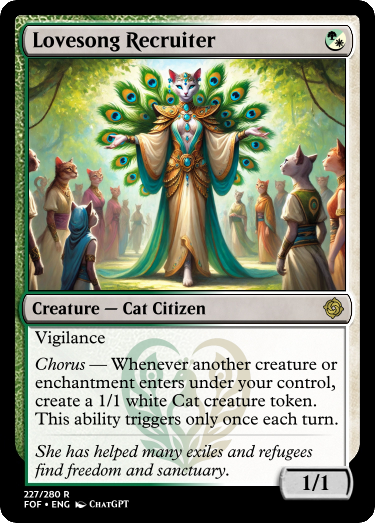 Lovesong Recruiter
Creature — Cat Citizen
Vigilance
Chorus — Whenever another creature or
enchantment enters under your control,
create a 1/1 white Cat creature token.
This ability triggers only once each turn.
She has helped many exiles and refugees
find freedom and sanctuary.
1/1
227/280 R
FOF • ENG ChatGPT